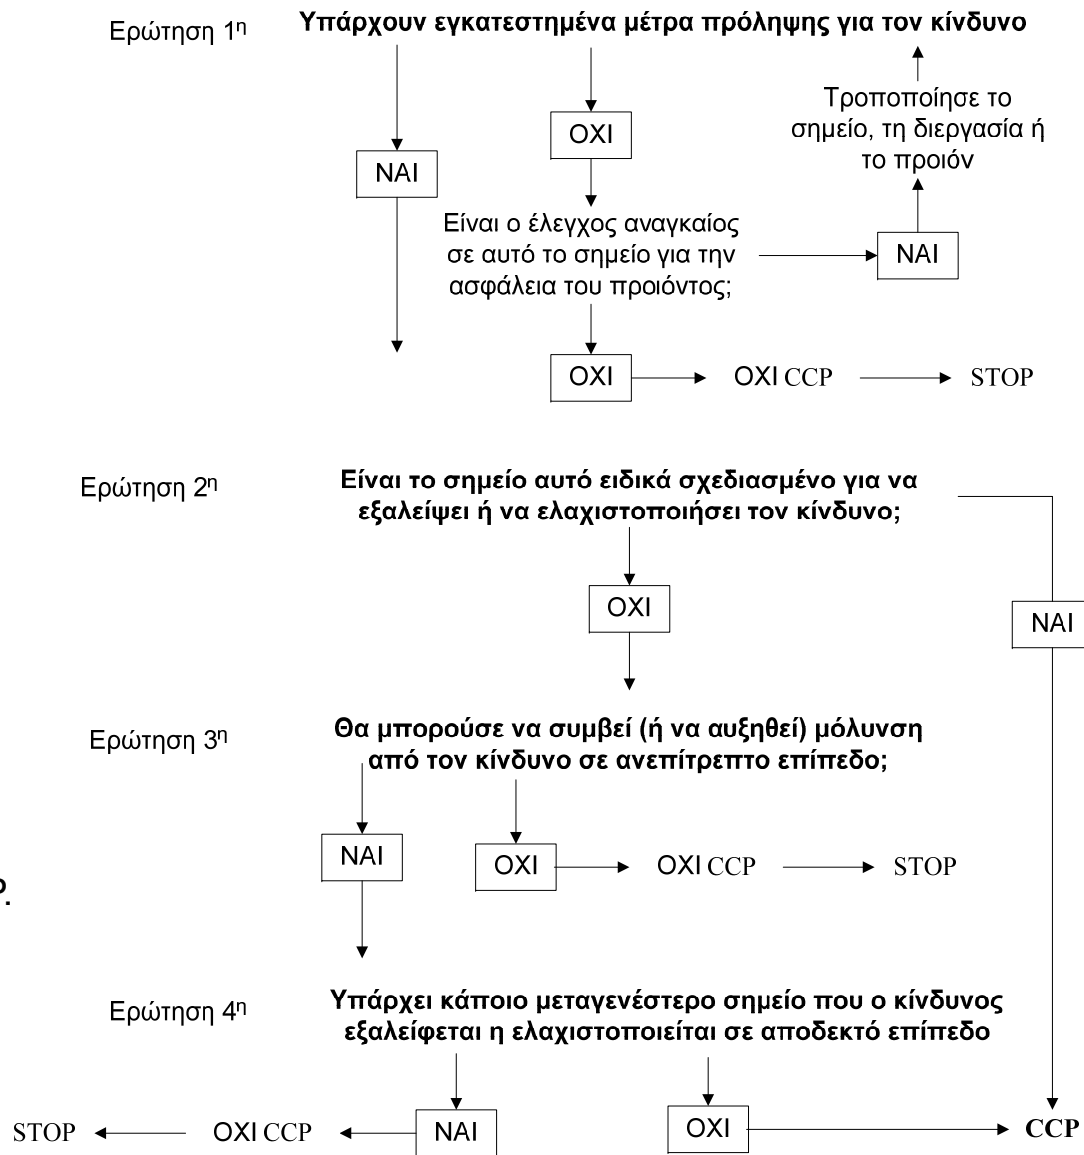 Ερώτηση 1η
Υπάρχουν εγκατεστημένα μέτρα πρόληψης για τον κίνδυνο
ΝΑΙ
ΟΧΙ
Τροποποίησε το
σημείο, τη διεργασία ή
το προιόν
Είναι ο έλεγχος αναγκαίος
σε αυτό το σημείο για την
ασφάλεια του προιόντος;
ΝΑΙ
ΟΧΙ
ΟΧΙ CCP
STOP
Ερώτηση 2η
Είναι το σημείο αυτό ειδικά σχεδιασμένο για να
εξαλείψει ή να ελαχιστοποιήσει τον κίνδυνο;
ΟΧΙ
ΝΑΙ
Ερώτηση 3η
Θα μπορούσε να συμβεί (ή να αυξηθεί) μόλυνση
από τον κίνδυνο σε ανεπίτρεπτο επίπεδο;
ΝΑΙ
ΟΧΙ
ΟΧΙ CCP
STOP
Ερώτηση 4η
Υπάρχει κάποιο μεταγενέστερο σημείο που ο κίνδυνος
εξαλείφεται η ελαχιστοποιείται σε αποδεκτό επίπεδο
STOP
ΟΧΙ CCP
ΝΑΙ
ΟΧΙ
CCP